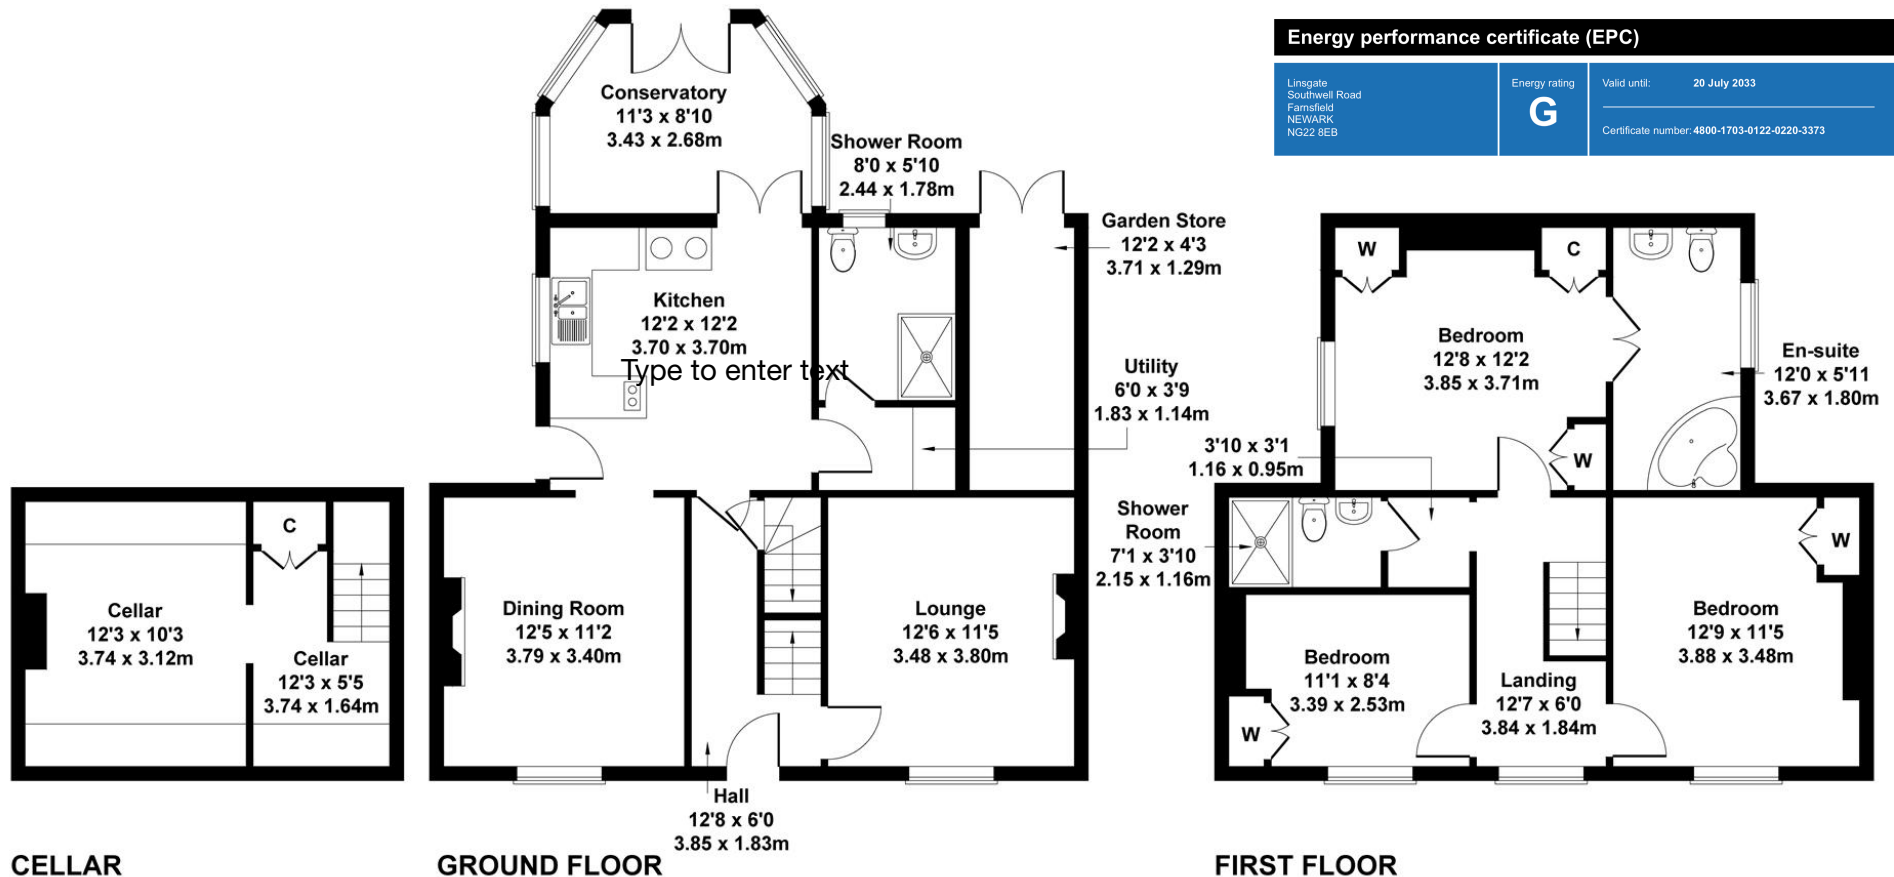 Energy performance certificate (EPC)
Linsgate
Southwell Road
Farnsfield
NEWARK
NG22 8EB
Energy rating
G
Valid until: 20 July 2033
Certificate number: 4800-1703-0122-0220-3373
Conservatory
11'3 x 8'10
3.43 x 2.68m
Shower Room
8'0 x 5'10
2.44 x 1.78m
Garden Store
12'2 x 4'3
3.71 x 1.29m
Kitchen
12'2 x 12'2
3.70 x 3.70m
Type to enter text
Utility
6'0 x 3'9
1.83 x 1.14m
Dining Room
12'5 x 11'2
3.79 x 3.40m
Lounge
12'6 x 11'5
3.48 x 3.80m
Hall
12'8 x 6'0
3.85 x 1.83m
GROUND FLOOR
C
Cellar
12'3 x 10'3
3.74 x 3.12m
Cellar
12'3 x 5'5
3.74 x 1.64m
CELLAR
W
C
Bedroom
12'8 x 12'2
3.85 x 3.71m
En-suite
12'0 x 5'11
3.67 x 1.80m
W
3'10 x 3'1
1.16 x 0.95m
Shower
Room
7'1 x 3'10
2.15 x 1.16m
W
Bedroom
12'9 x 11'5
3.88 x 3.48m
Bedroom
11'1 x 8'4
3.39 x 2.53m
W
Landing
12'7 x 6'0
3.84 x 1.84m
FIRST FLOOR